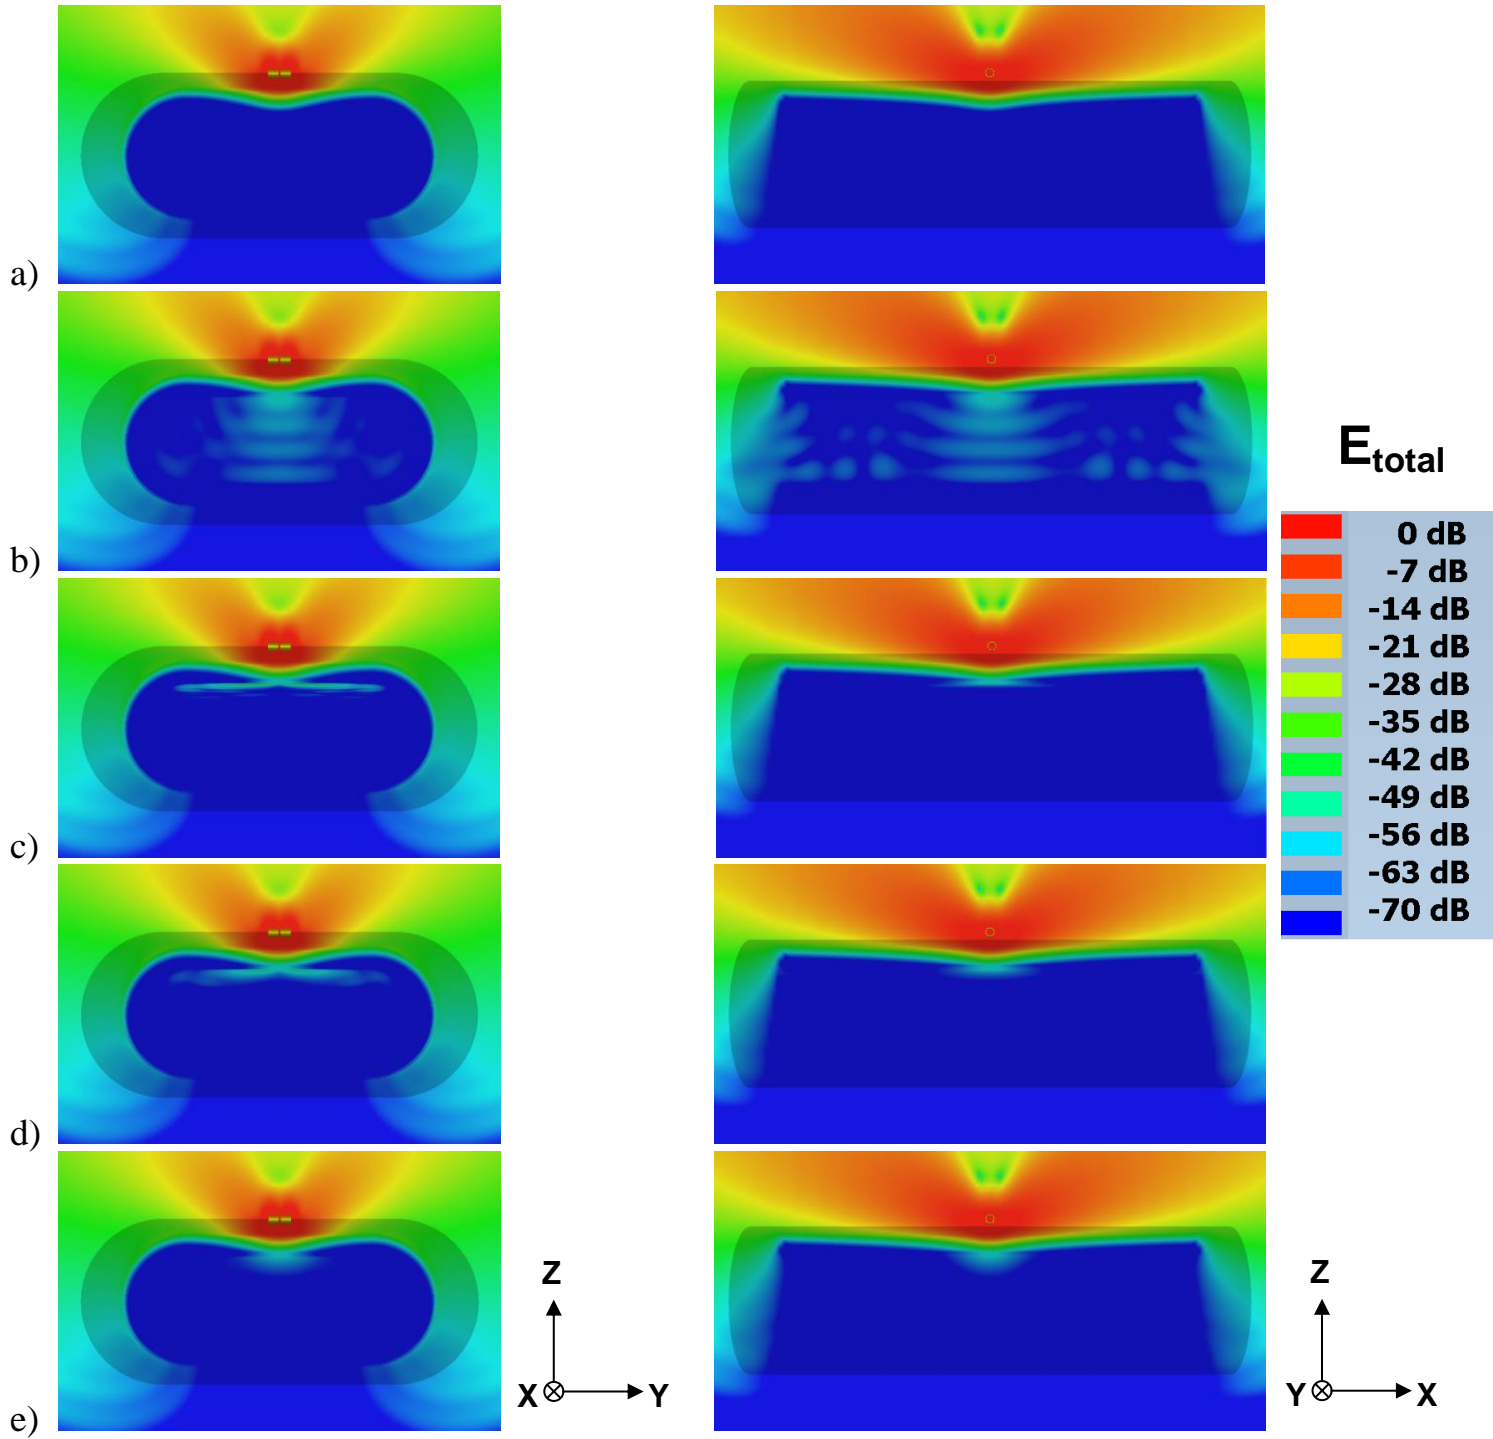 a)
b)
E_total
0 dB
-7 dB
-14 dB
-21 dB
-28 dB
-35 dB
-42 dB
-49 dB
-56 dB
-63 dB
-70 dB
c)
d)
Z
X Y
Z
Y X
e)